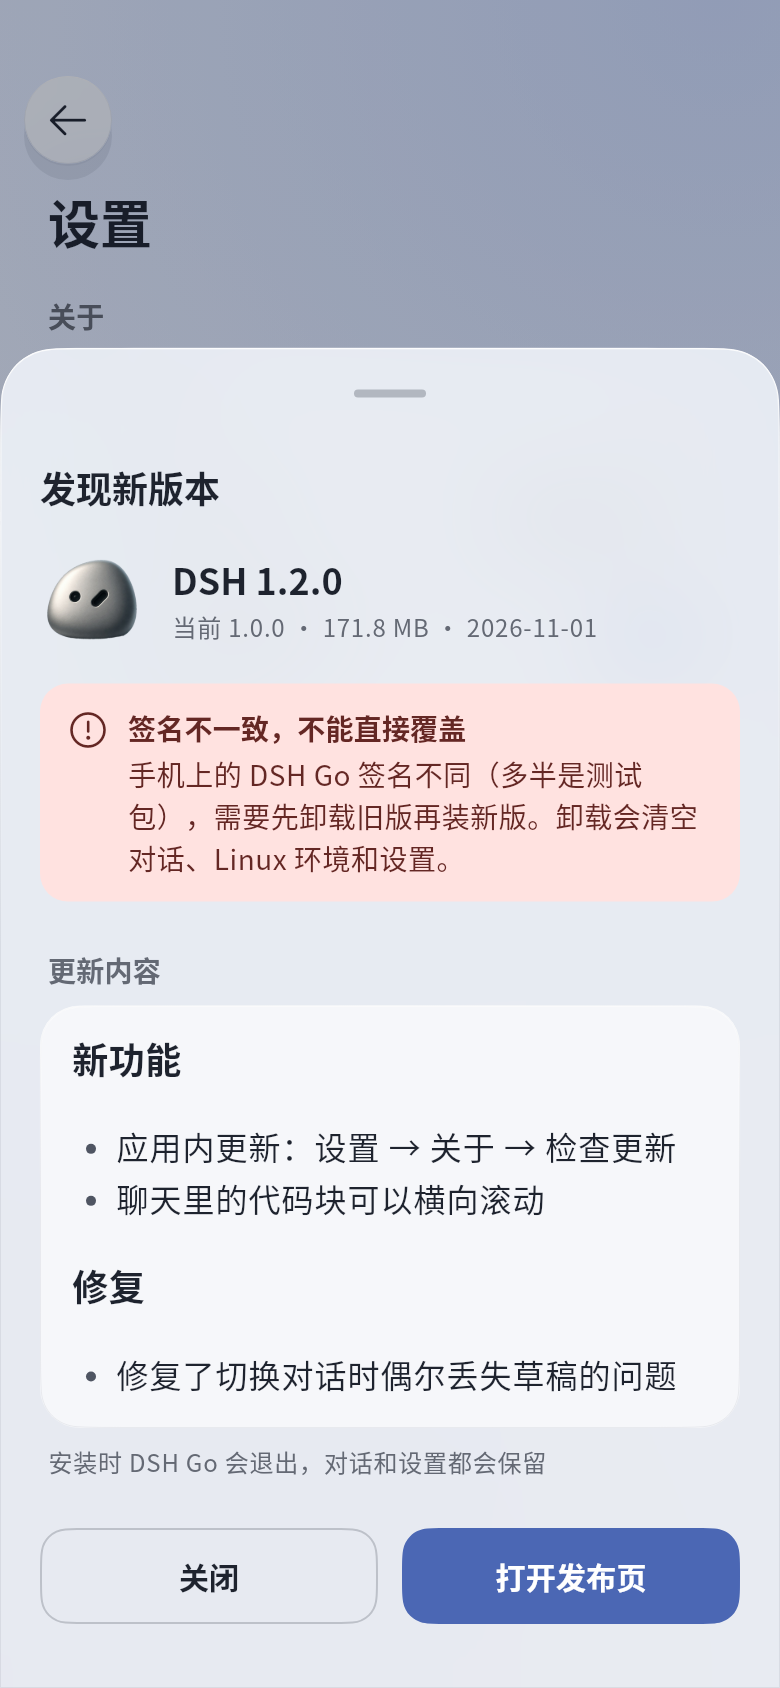 设置
关于
发现新版本
DSH 1.2.0
当前 1.0.0 · 171.8 MB · 2026-11-01
签名不一致，不能直接覆盖
手机上的 DSH Go 签名不同（多半是测试
包），需要先卸载旧版再装新版。卸载会清空
对话、Linux 环境和设置。
更新内容
新功能
• 应用内更新：设置 → 关于 → 检查更新
• 聊天里的代码块可以横向滚动
修复
• 修复了切换对话时偶尔丢失草稿的问题
安装时 DSH Go 会退出，对话和设置都会保留
关闭
打开发布页